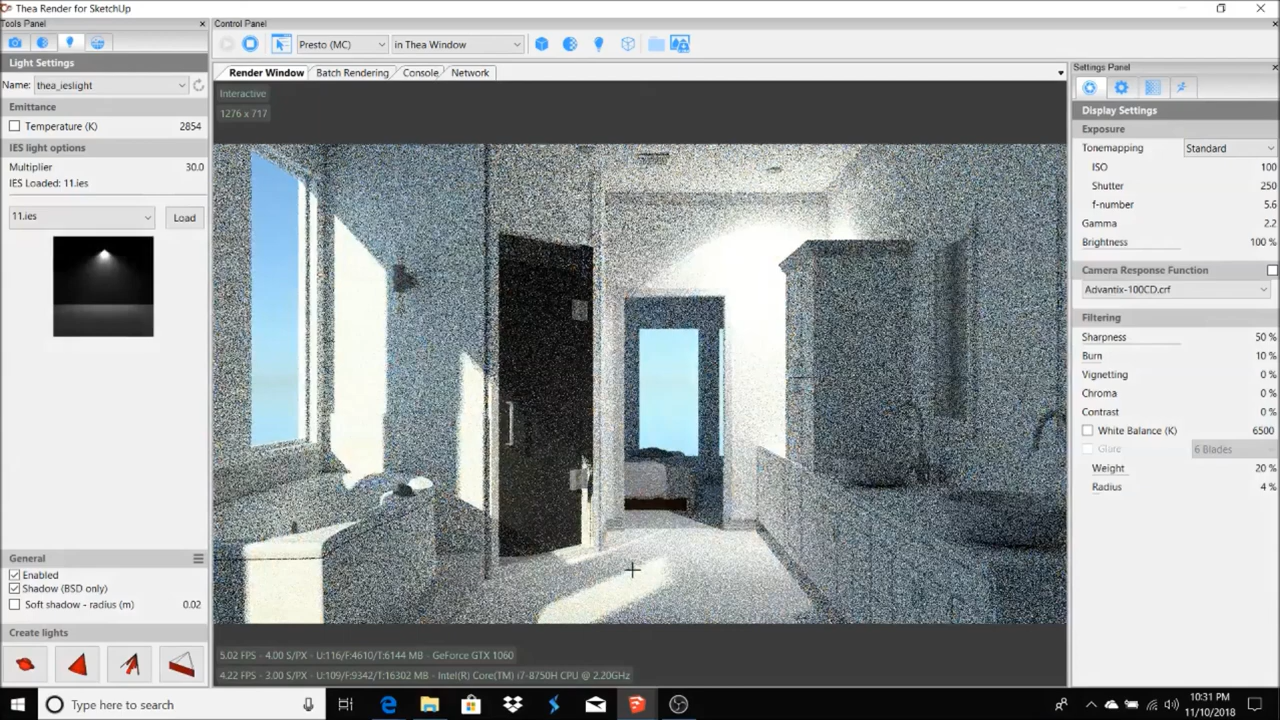 Thea Render for SketchUp
Tools Panel
Control Panel
Settings Panel
Presto (MC)
in Thea Window
Light Settings
Name: thea_ieslight
Emittance
Temperature (K) 2854
IES light options
Multiplier 30.0
IES Loaded: 11.ies
11.ies
Load
General
Enabled
Shadow (BSD only)
Soft shadow - radius (m) 0.02
Create lights
Render Window
Batch Rendering
Console
Network
Interactive
1276 x 717
5.02 FPS - 4.00 S/PX - U:116/F:4610/T:6144 MB - GeForce GTX 1060
4.22 FPS - 3.00 S/PX - U:109/F:9342/T:16302 MB - Intel(R) Core(TM) i7-8750H CPU @ 2.20GHz
Display Settings
Exposure
Tonemapping Standard
ISO 100
Shutter 250
f-number 5.6
Gamma 2.2
Brightness 100 %
Camera Response Function
Advantix-100CD.crf
Filtering
Sharpness 50 %
Burn 10 %
Vignetting 0 %
Chroma 0 %
Contrast 0 %
White Balance (K) 6500
Glare 6 Blades
Weight 20 %
Radius 4 %
Type here to search
10:31 PM
11/10/2018